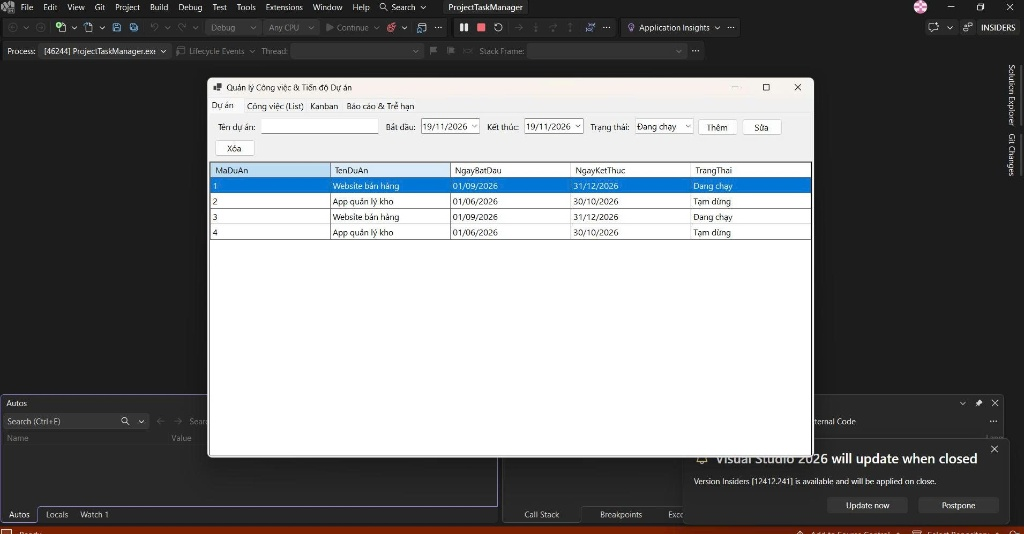 File Edit View Git Project Build Debug Test Tools Extensions Window Help Search ProjectTaskManager
Debug Any CPU Continue Application Insights INSIDERS
Process: [46244] ProjectTaskManager.exe Lifecycle Events Thread: Stack Frame:
Solution Explorer
Git Changes
Quản lý Công việc & Tiến độ Dự án
Dự án Công việc (List) Kanban Báo cáo & Trễ hạn
Tên dự án: Bắt đầu: 19/11/2026 Kết thúc: 19/11/2026 Trạng thái: Đang chạy Thêm Sửa
Xóa
MaDuAn TenDuAn NgayBatDau NgayKetThuc TrangThai
1 Website bán hàng 01/09/2026 31/12/2026 Đang chạy
2 App quản lý kho 01/06/2026 30/10/2026 Tạm dừng
3 Website bán hàng 01/09/2026 31/12/2026 Đang chạy
4 App quản lý kho 01/06/2026 30/10/2026 Tạm dừng
Autos
Search (Ctrl+E)
Name Value
ternal Code
Visual Studio 2026 will update when closed
Version Insiders [12412.241] is available and will be applied on close.
Update now Postpone
Autos Locals Watch 1
Call Stack Breakpoints
Ready
Add to Source Control Select Repository